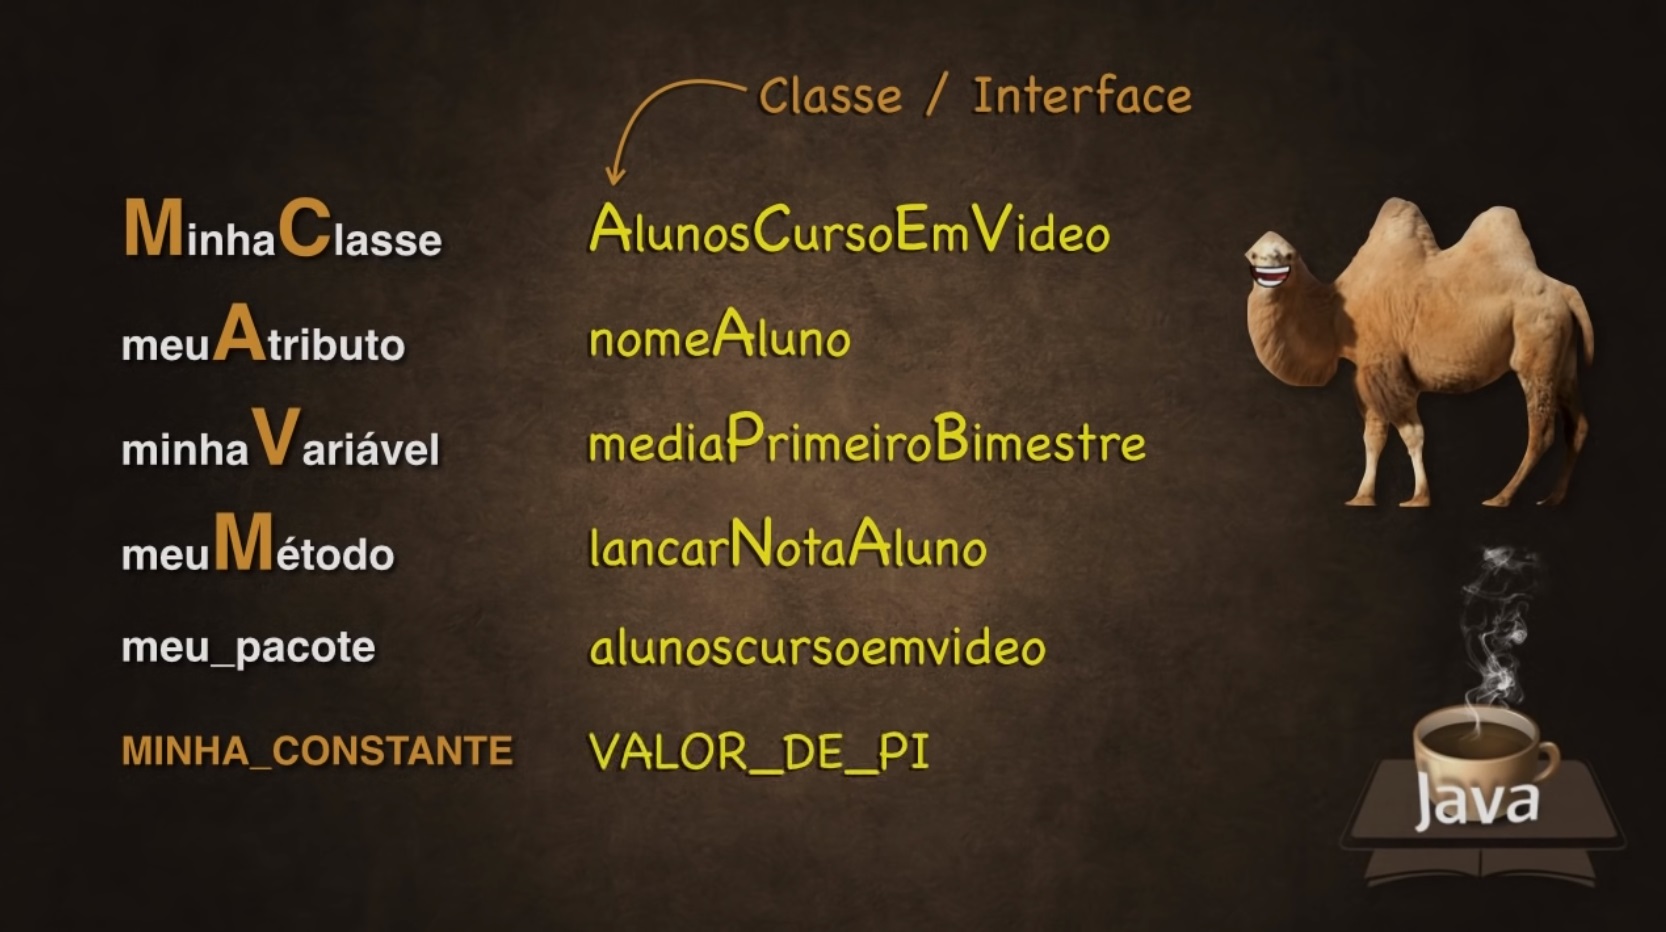 Classe / Interface
MinhaClasse AlunosCursoEmVideo
meuAtributo nomeAluno
minhaVariável mediaPrimeiroBimestre
meuMétodo lancarNotaAluno
meu_pacote alunoscursoemvideo
MINHA_CONSTANTE VALOR_DE_PI
Java